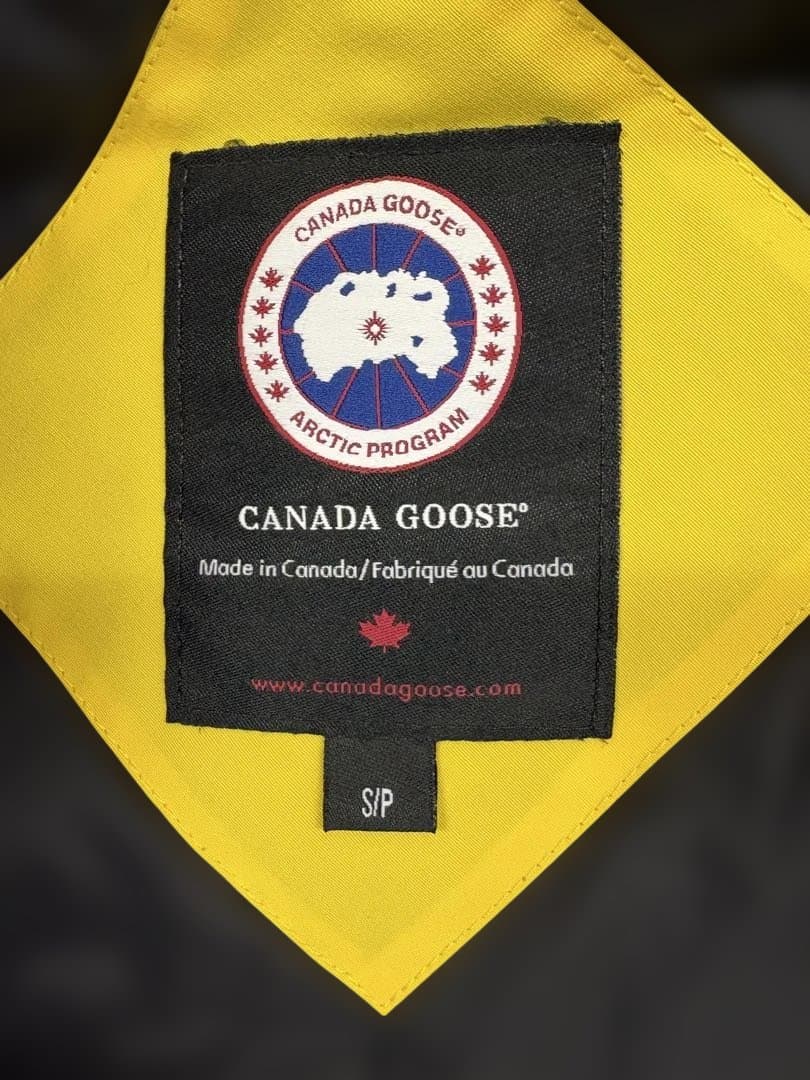 CANADA GOOSE®
ARCTIC PROGRAM
CANADA GOOSE®
Made in Canada/Fabriqué au Canada
www.canadagoose.com
S/P